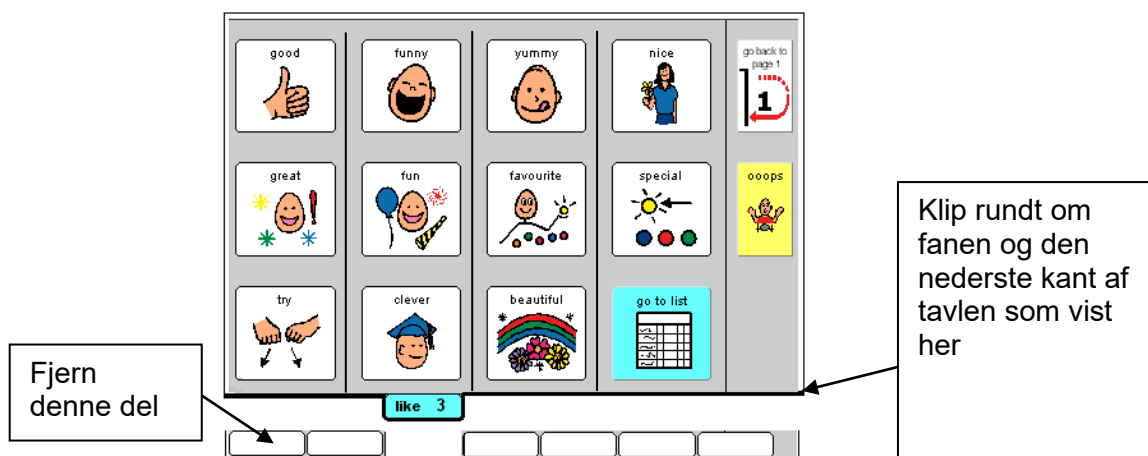 good funny yummy nice go back to
page 1
1
great fun favourite special ooops
try clever beautiful go to list
like 3
Klip rundt om
fanen og den
nederste kant af
tavlen som vist
her
Fjern
denne del